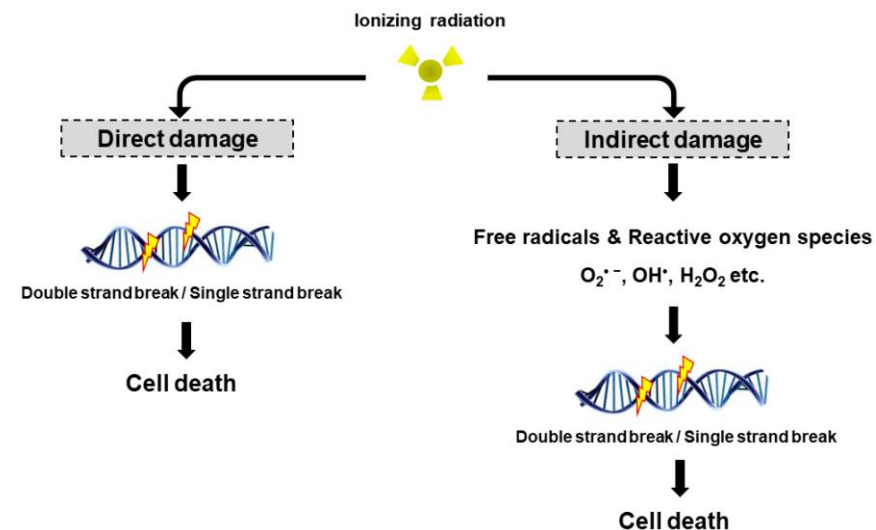 Ionizing radiation
Direct damage
Double strand break / Single strand break
Cell death
Indirect damage
Free radicals & Reactive oxygen species
O₂•⁻, OH•, H₂O₂ etc.
Double strand break / Single strand break
Cell death